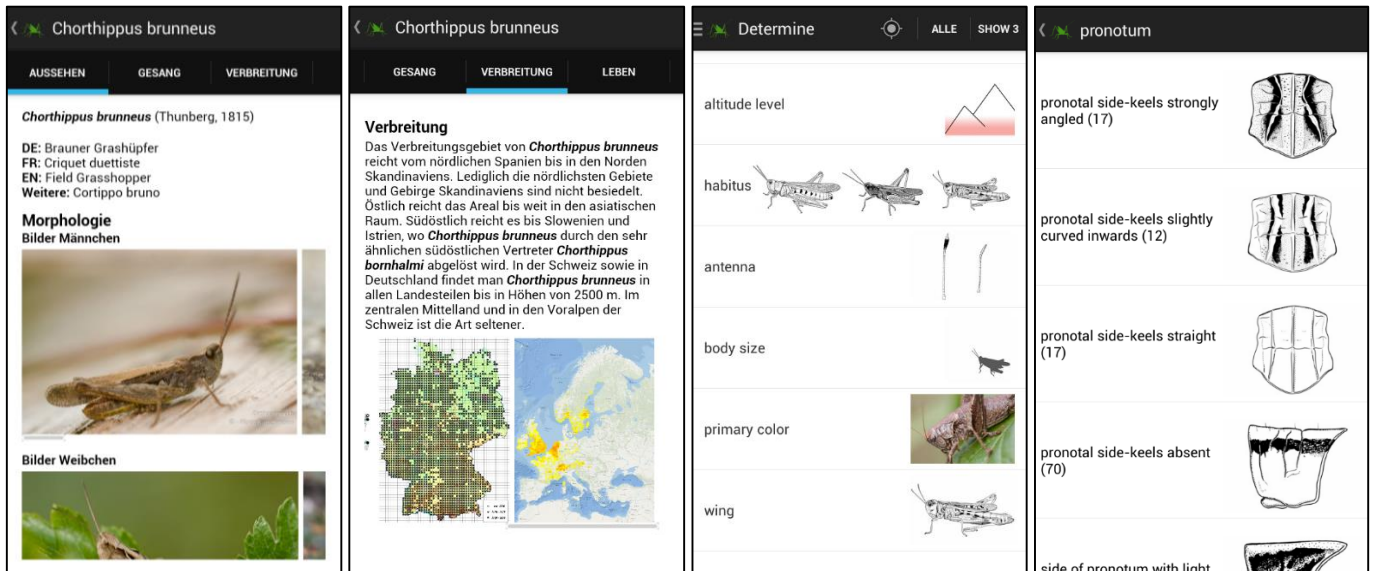 Chorthippus brunneus
AUSSEHEN GESANG VERBREITUNG
Chorthippus brunneus (Thunberg, 1815)
DE: Brauner Grashüpfer
FR: Criquet duettiste
EN: Field Grasshopper
Weitere: Cortippo bruno
Morphologie
Bilder Männchen
Bilder Weibchen
Chorthippus brunneus
GESANG VERBREITUNG LEBEN
Verbreitung
Das Verbreitungsgebiet von Chorthippus brunneus
reicht vom nördlichen Spanien bis in den Norden
Skandinaviens. Lediglich die nördlichsten Gebiete
und Gebirge Skandinaviens sind nicht besiedelt.
Östlich reicht das Areal bis weit in den asiatischen
Raum. Südöstlich reicht es bis Slowenien und
Istrien, wo Chorthippus brunneus durch den sehr
ähnlichen südöstlichen Vertreter Chorthippus
bornhalmi abgelöst wird. In der Schweiz sowie in
Deutschland findet man Chorthippus brunneus in
allen Landesteilen bis in Höhen von 2500 m. Im
zentralen Mittelland und in den Voralpen der
Schweiz ist die Art seltener.
Determine ALLE SHOW 3
altitude level
habitus
antenna
body size
primary color
wing
pronotum
pronotal side-keels strongly
angled (17)
pronotal side-keels slightly
curved inwards (12)
pronotal side-keels straight
(17)
pronotal side-keels absent
(70)
side of pronotum with light